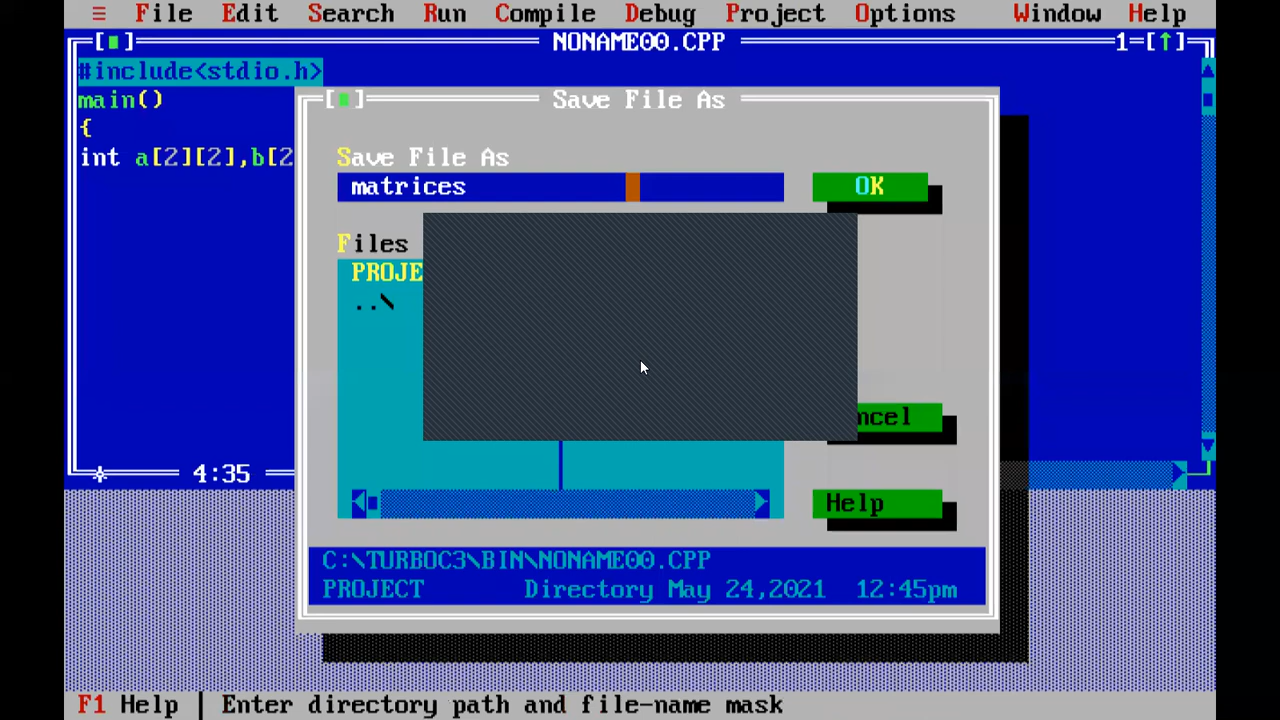 ≡ File Edit Search Run Compile Debug Project Options Window Help
[■] NONAME00.CPP 1=[↑]
#include<stdio.h>
main()
{
int a[2][2],b[2
[■] Save File As
Save File As
matrices OK
Files
PROJE
..\
ncel
4:35
Help
C:\TURBOC3\BIN\NONAME00.CPP
PROJECT Directory May 24,2021 12:45pm
F1 Help | Enter directory path and file-name mask